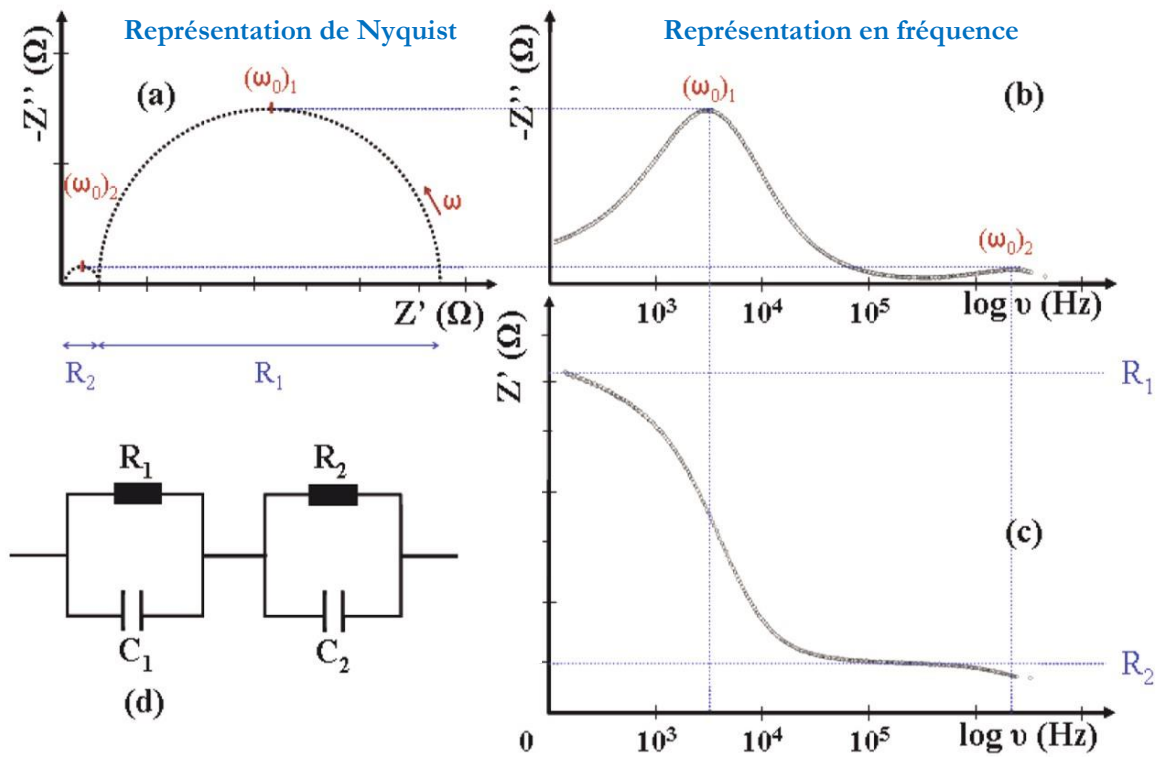 Représentation de Nyquist
Représentation en fréquence
-Z'' (Ω)
(a)
(ω₀)₁
(ω₀)₂
ω
Z' (Ω)
R₂
R₁
-Z'' (Ω)
(b)
(ω₀)₁
(ω₀)₂
10³
10⁴
10⁵
log υ (Hz)
Z' (Ω)
R₁
(c)
R₂
0
10³
10⁴
10⁵
log υ (Hz)
R₁
R₂
C₁
C₂
(d)